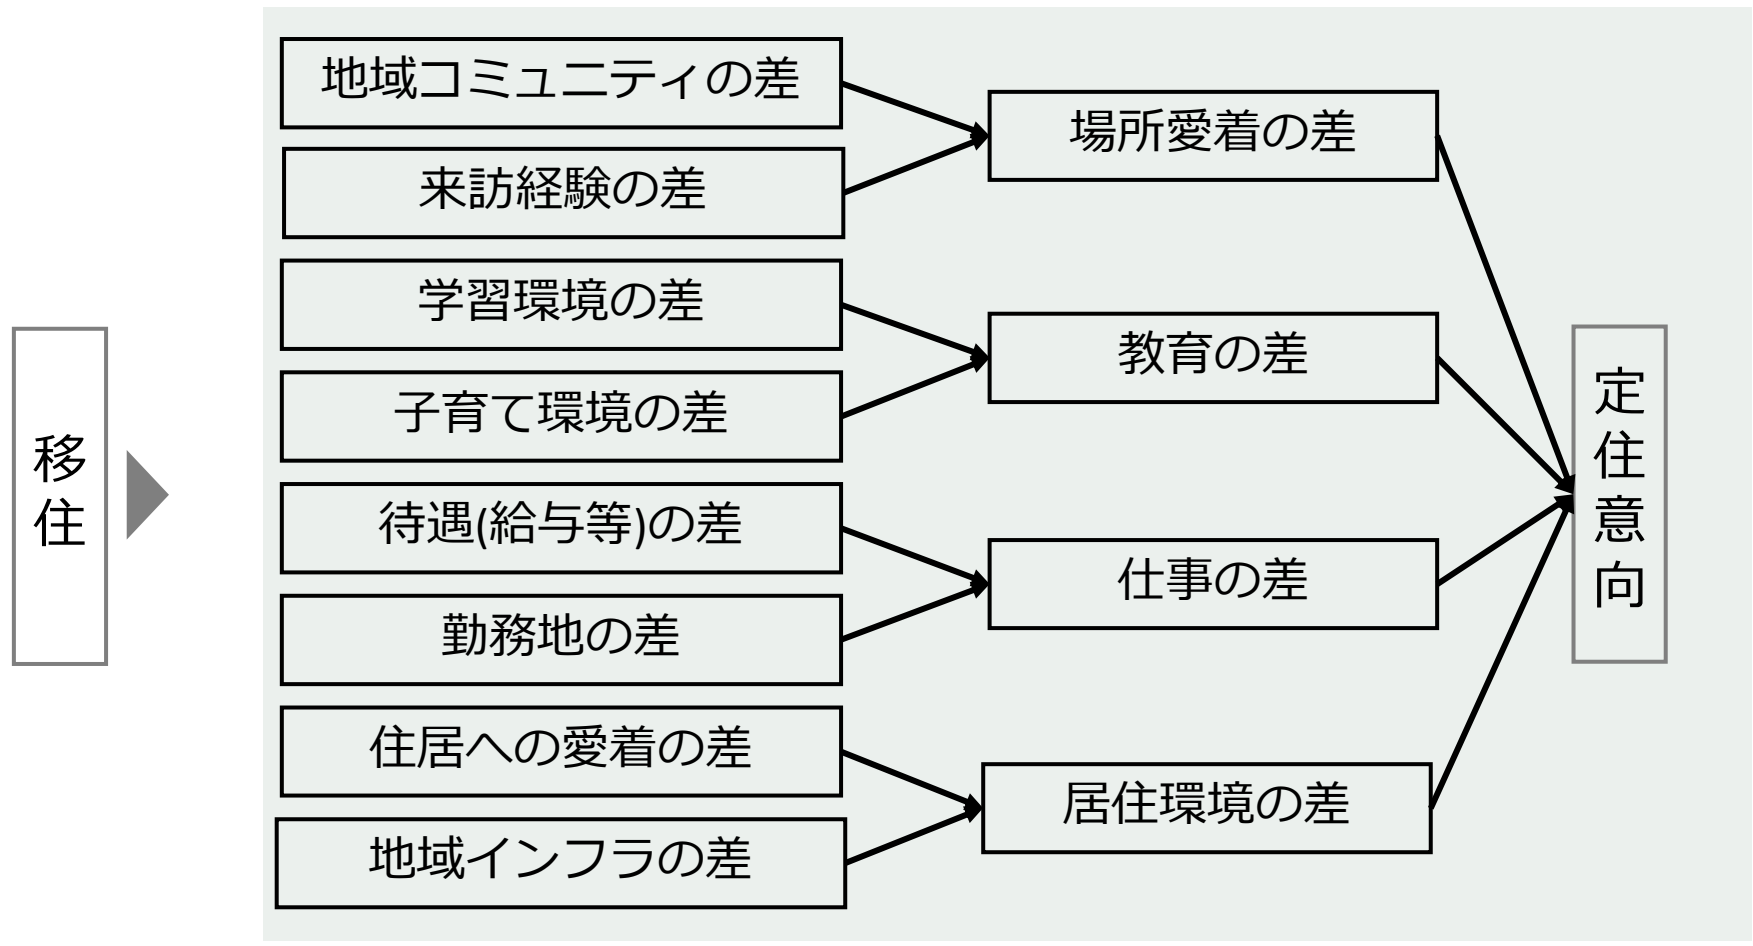 移住
地域コミュニティの差
来訪経験の差
学習環境の差
子育て環境の差
待遇(給与等)の差
勤務地の差
住居への愛着の差
地域インフラの差
場所愛着の差
教育の差
仕事の差
居住環境の差
定住意向